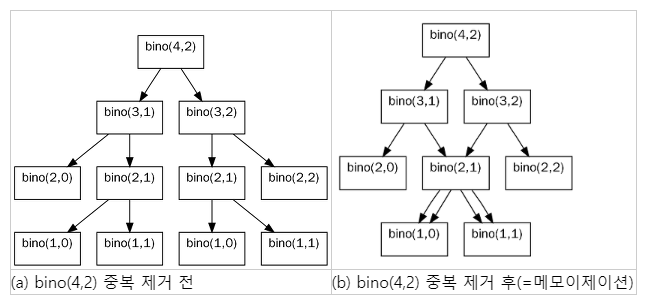 bino(4,2)
bino(3,1) bino(3,2)
bino(2,0) bino(2,1) bino(2,1) bino(2,2)
bino(1,0) bino(1,1) bino(1,0) bino(1,1)
(a) bino(4,2) 중복 제거 전
bino(4,2)
bino(3,1) bino(3,2)
bino(2,0) bino(2,1) bino(2,2)
bino(1,0) bino(1,1)
(b) bino(4,2) 중복 제거 후(=메모이제이션)